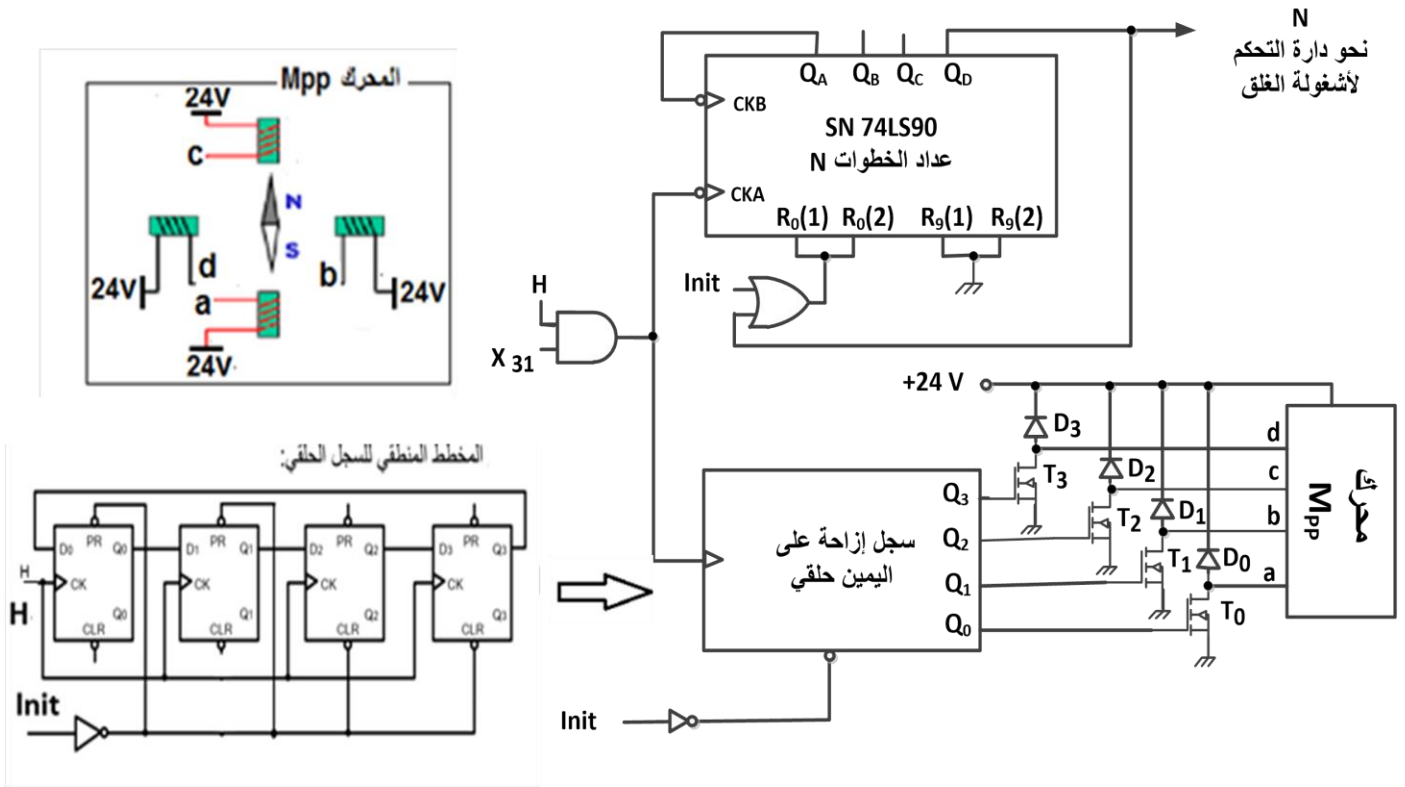 المحرك Mpp
24V
c
N
S
d
b
24V
24V
a
24V
N
نحو دارة التحكم
لأشغولة الغلق
QA QB QC QD
CKB
SN 74LS90
عداد الخطوات N
CKA
R0(1) R0(2) R9(1) R9(2)
Init
H
X 31
+24 V
D3
d
T3
D2
c
T2
D1
b
T1
D0
a
T0
محرك
MPP
Q3
Q2
Q1
Q0
سجل إزاحة على
اليمين حلقي
Init
المخطط المنطقي للسجل الحلقي:
D0 PR Q0 D1 PR Q1 D2 PR Q2 D3 PR Q3
H CK CK CK CK
H Q0 Q1 Q2 Q3
CLR CLR CLR CLR
Init